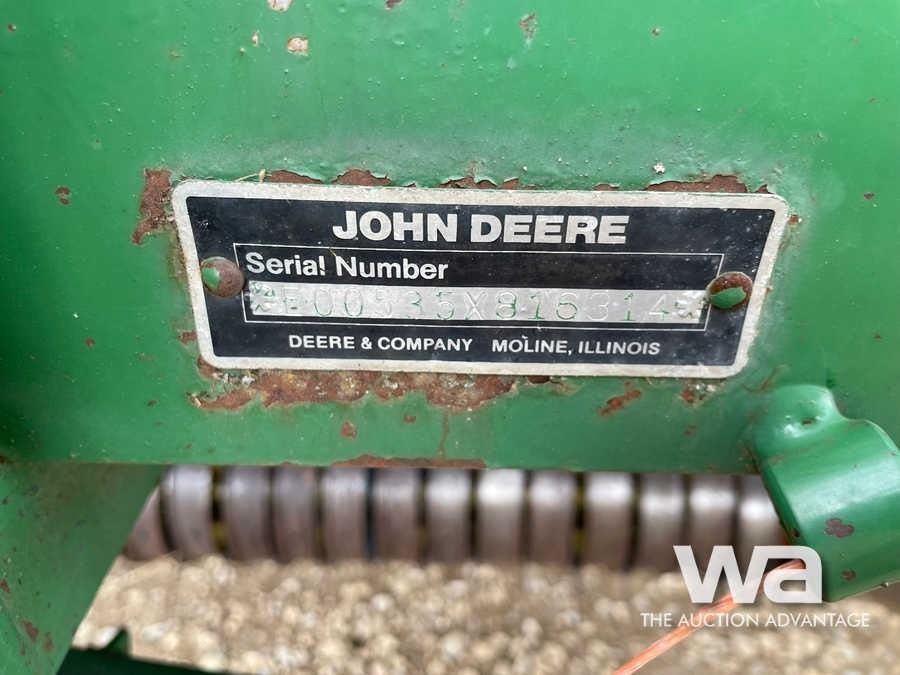 JOHN DEERE
Serial Number
*E00935X816314*
DEERE & COMPANY MOLINE, ILLINOIS
wa
THE AUCTION ADVANTAGE